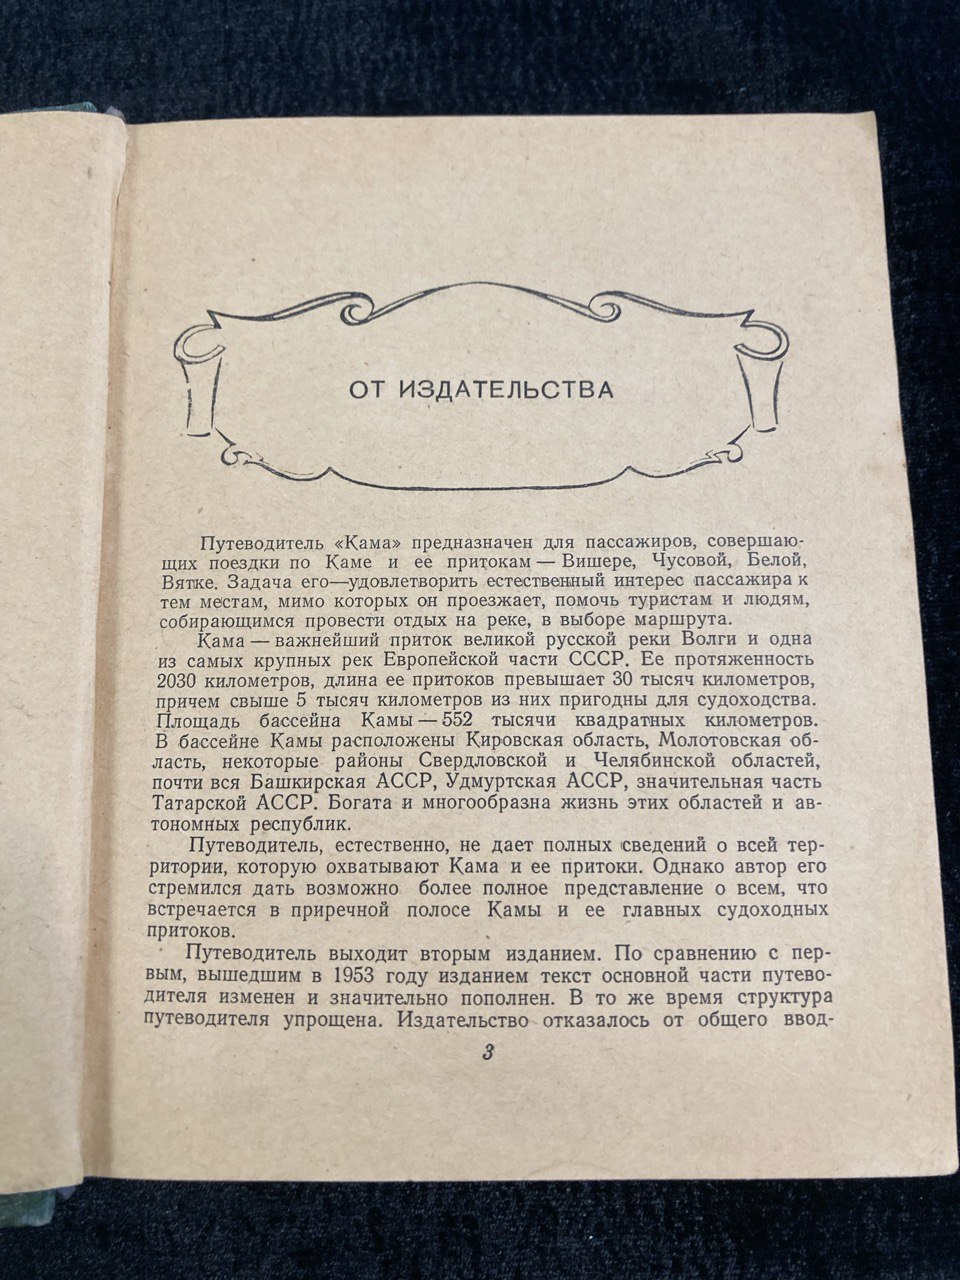 ОТ ИЗДАТЕЛЬСТВА
Путеводитель «Кама» предназначен для пассажиров, совершаю-
щих поездки по Каме и ее притокам — Вишере, Чусовой, Белой,
Вятке. Задача его—удовлетворить естественный интерес пассажира к
тем местам, мимо которых он проезжает, помочь туристам и людям,
собирающимся провести отдых на реке, в выборе маршрута.
Кама — важнейший приток великой русской реки Волги и одна
из самых крупных рек Европейской части СССР. Ее протяженность
2030 километров, длина ее притоков превышает 30 тысяч километров,
причем свыше 5 тысяч километров из них пригодны для судоходства.
Площадь бассейна Камы — 552 тысячи квадратных километров.
В бассейне Камы расположены Кировская область, Молотовская об-
ласть, некоторые районы Свердловской и Челябинской областей,
почти вся Башкирская АССР, Удмуртская АССР, значительная часть
Татарской АССР. Богата и многообразна жизнь этих областей и ав-
тономных республик.
Путеводитель, естественно, не дает полных сведений о всей тер-
ритории, которую охватывают Кама и ее притоки. Однако автор его
стремился дать возможно более полное представление о всем, что
встречается в приречной полосе Камы и ее главных судоходных
притоков.
Путеводитель выходит вторым изданием. По сравнению с пер-
вым, вышедшим в 1953 году изданием текст основной части путево-
дителя изменен и значительно пополнен. В то же время структура
путеводителя упрощена. Издательство отказалось от общего ввод-
3